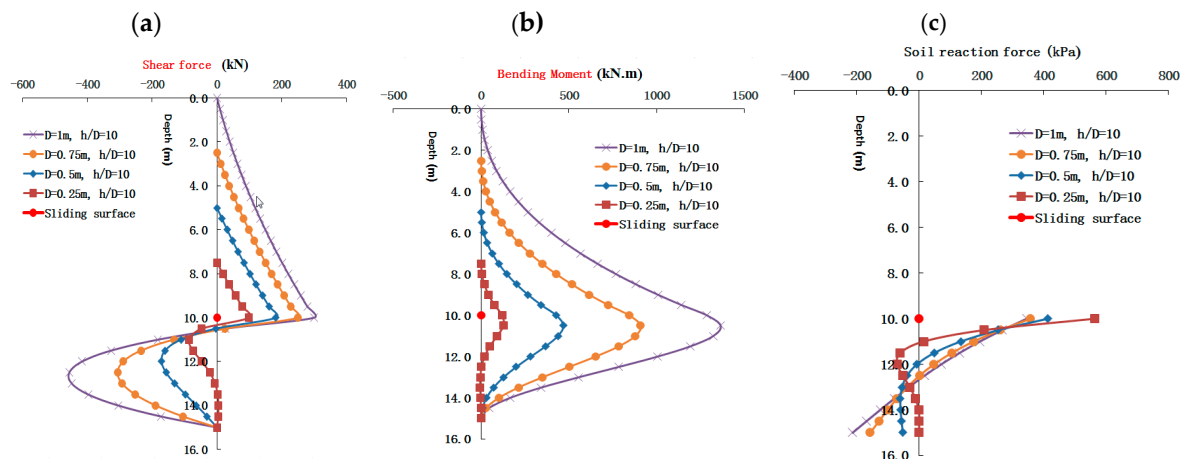 (a)
Shear force (kN)
-600 -400 -200 0 200 400
0.0
2.0
4.0
6.0
8.0
10.0
12.0
14.0
16.0
Depth (m)
D=1m, h/D=10
D=0.75m, h/D=10
D=0.5m, h/D=10
D=0.25m, h/D=10
Sliding surface
(b)
Bending Moment (kN.m)
-500 0 500 1000 1500
0.0
2.0
4.0
6.0
8.0
10.0
12.0
14.0
16.0
Depth (m)
D=1m, h/D=10
D=0.75m, h/D=10
D=0.5m, h/D=10
D=0.25m, h/D=10
Sliding surface
(c)
Soil reaction force (kPa)
-400 -200 0 200 400 600 800
0.0
2.0
4.0
6.0
8.0
10.0
12.0
14.0
16.0
Depth (m)
D=1m, h/D=10
D=0.75m, h/D=10
D=0.5m, h/D=10
D=0.25m, h/D=10
Sliding surface